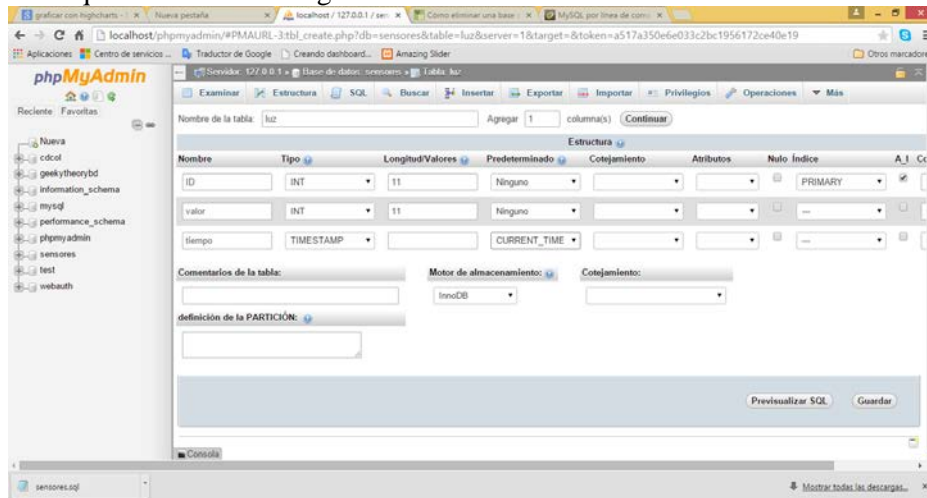 graficar con highcharts - 
Nueva pestaña
localhost / 127.0.0.1 / sen
Como eliminar una base
MySQL por línea de com
localhost/phpmyadmin/#PMAURL-3:tbl_create.php?db=sensores&table=luz&server=1&target=&token=a517a350e6e033c2bc1956172ce40e19
Aplicaciones
Centro de servicios ...
Traductor de Google
Creando dashboard...
Amazing Slider
Otros marcadore
phpMyAdmin
Reciente Favoritas
Nueva
cdcol
geekytheorybd
information_schema
mysql
performance_schema
phpmyadmin
sensores
test
webauth
Servidor: 127.0.0.1 » Base de datos: sensores » Tabla: luz
Examinar Estructura SQL Buscar Insertar Exportar Importar Privilegios Operaciones Más
Nombre de la tabla: luz Agregar 1 columna(s) Continuar
Estructura
Nombre Tipo Longitud/Valores Predeterminado Cotejamiento Atributos Nulo Índice A_I Co
ID INT 11 Ninguno PRIMARY
valor INT 11 Ninguno ---
tiempo TIMESTAMP CURRENT_TIME ---
Comentarios de la tabla: Motor de almacenamiento: Cotejamiento:
InnoDB
definición de la PARTICIÓN:
Previsualizar SQL Guardar
Consola
sensores.sql
Mostrar todas las descargas...